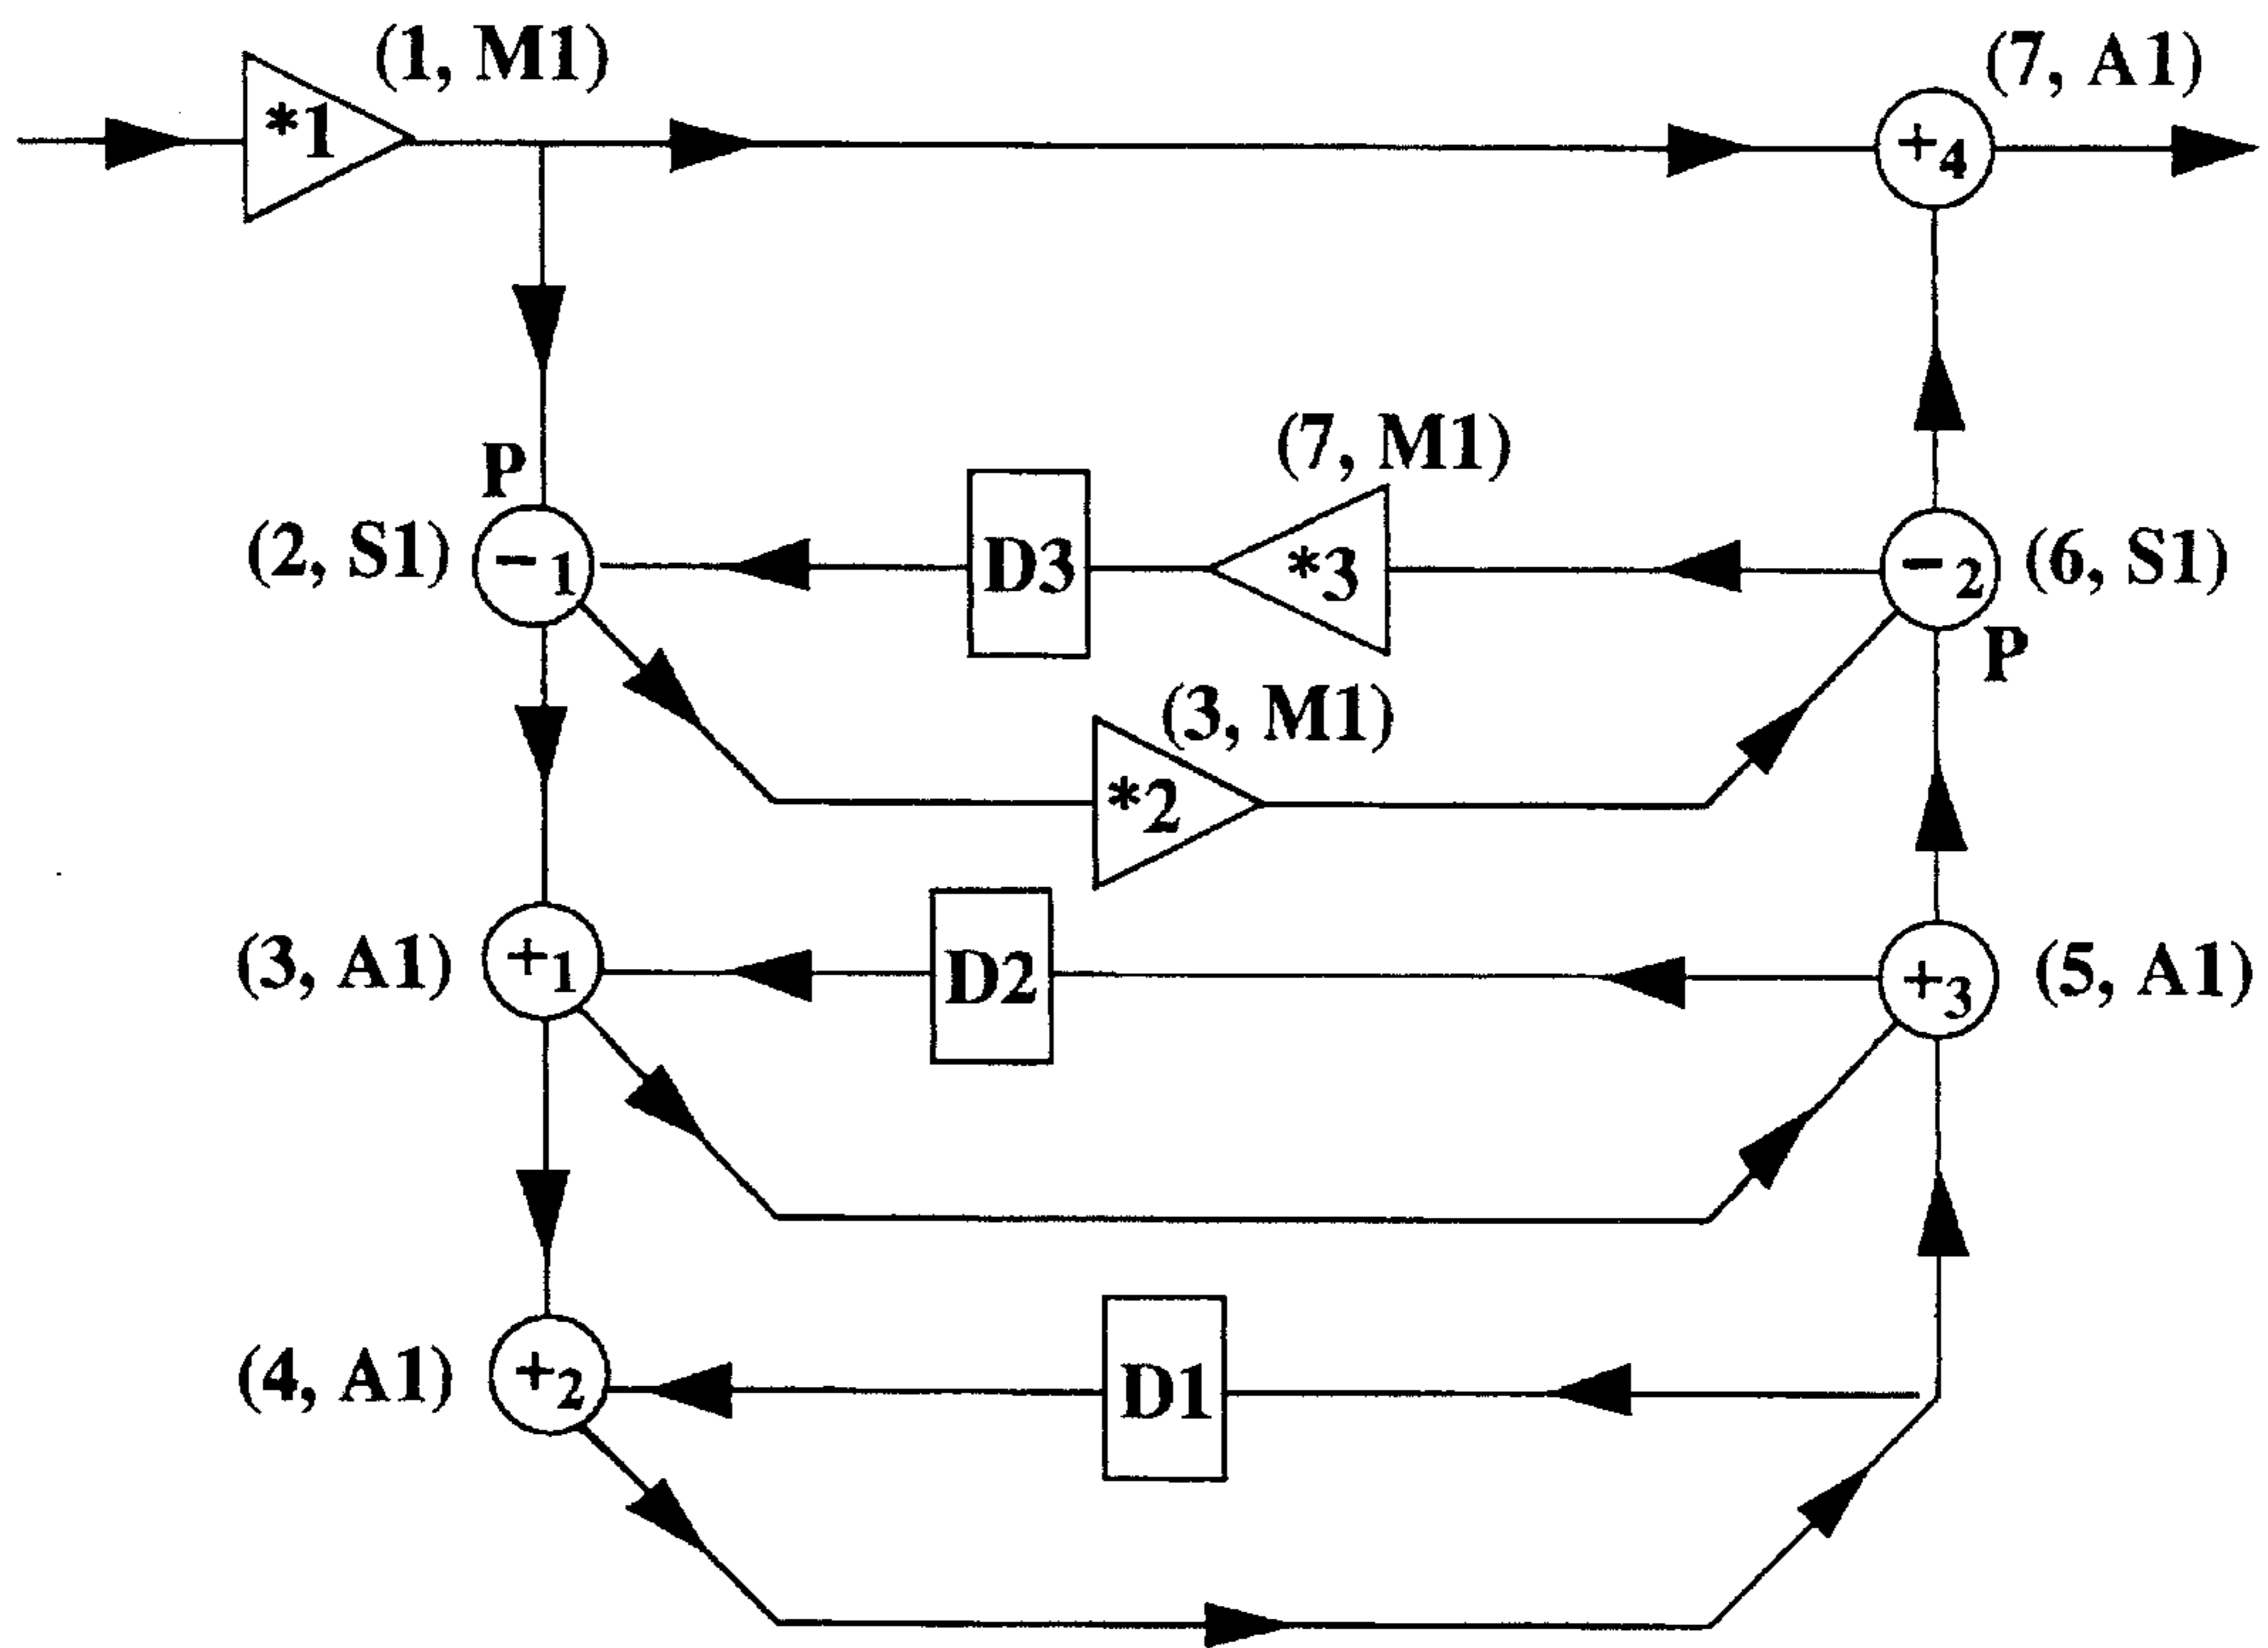 (1, M1)
(7, A1)
*1
+4
(7, M1)
P
(2, S1)
-1
D3
*3
-2
(6, S1)
P
(3, M1)
*2
(3, A1)
+1
D2
+3
(5, A1)
(4, A1)
+2
D1